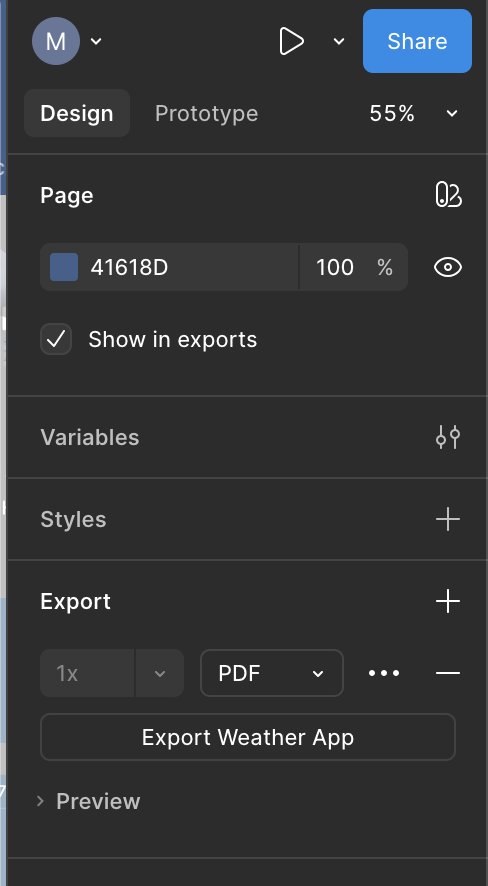 M
Share
Design Prototype 55%
Page
41618D 100 %
Show in exports
Variables
Styles
Export
1x PDF
Export Weather App
Preview